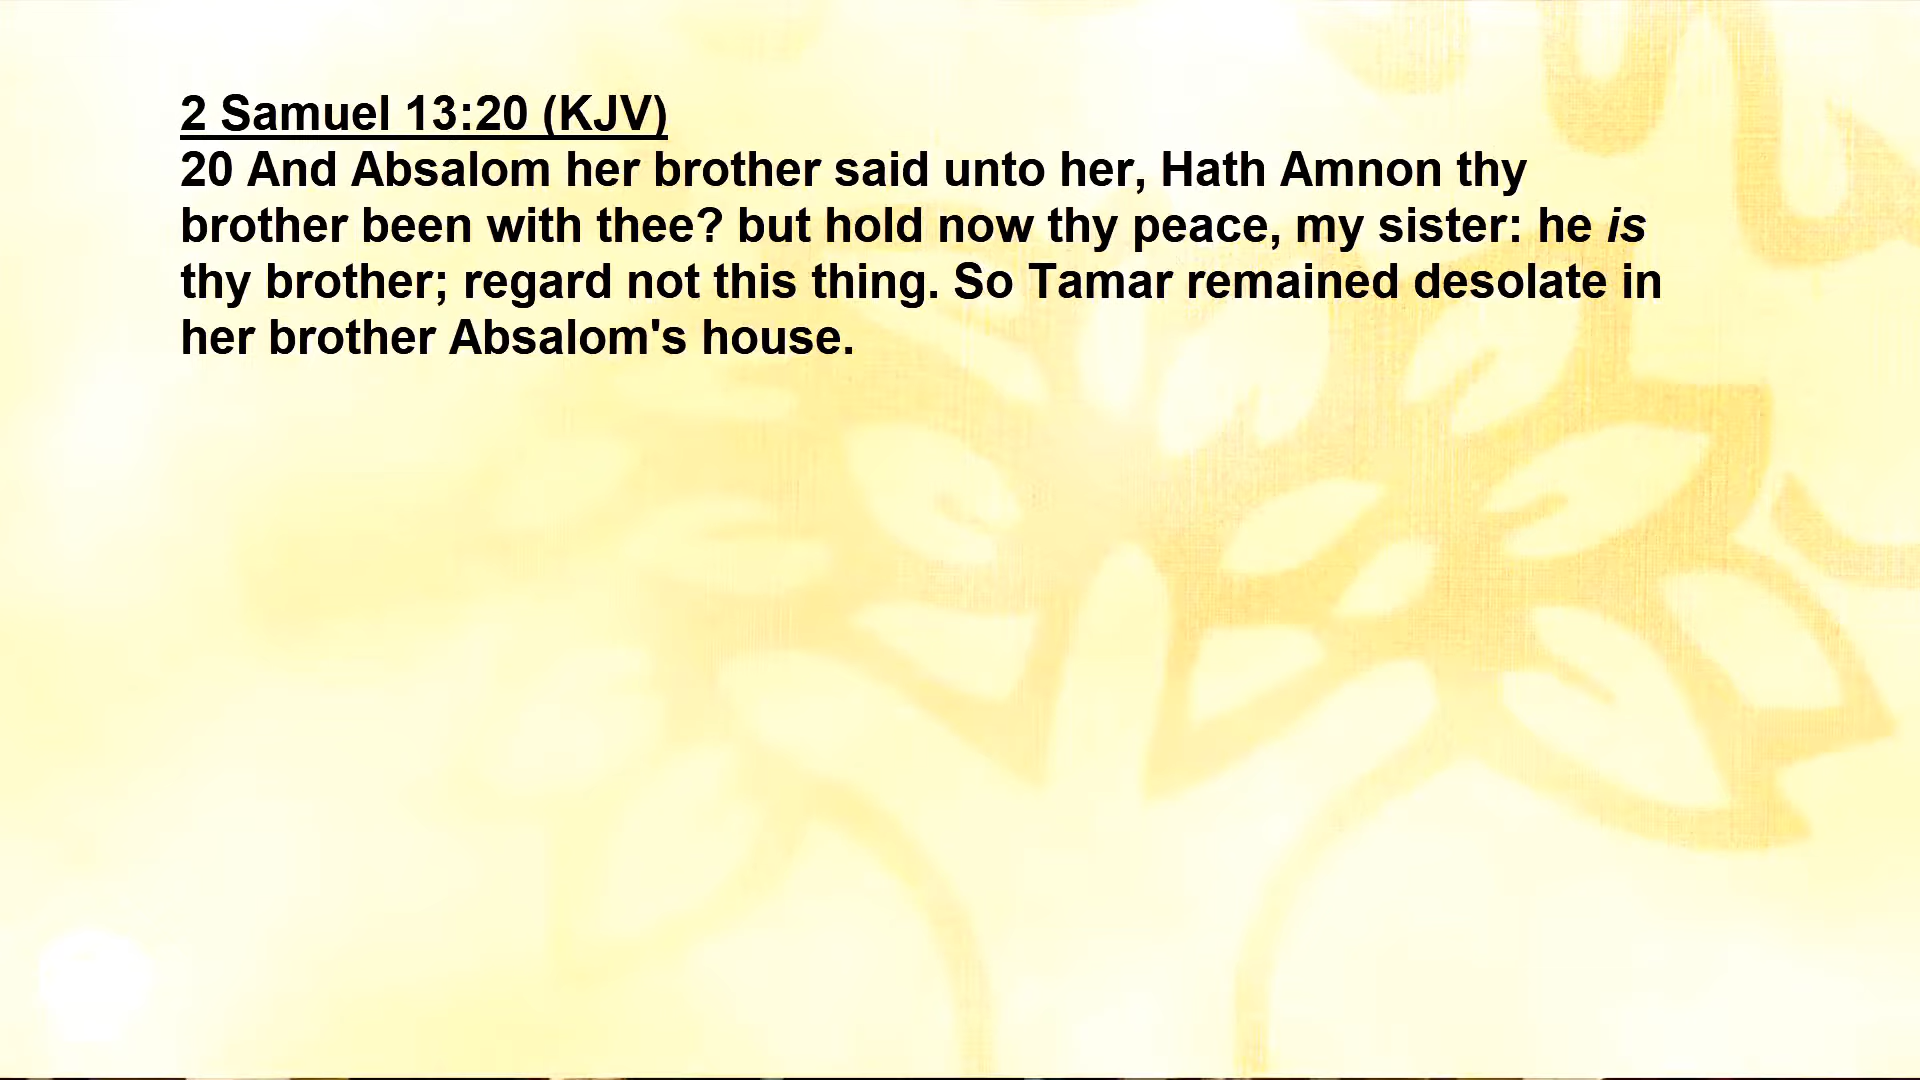 2 Samuel 13:20 (KJV)
20 And Absalom her brother said unto her, Hath Amnon thy
brother been with thee? but hold now thy peace, my sister: he is
thy brother; regard not this thing. So Tamar remained desolate in
her brother Absalom's house.